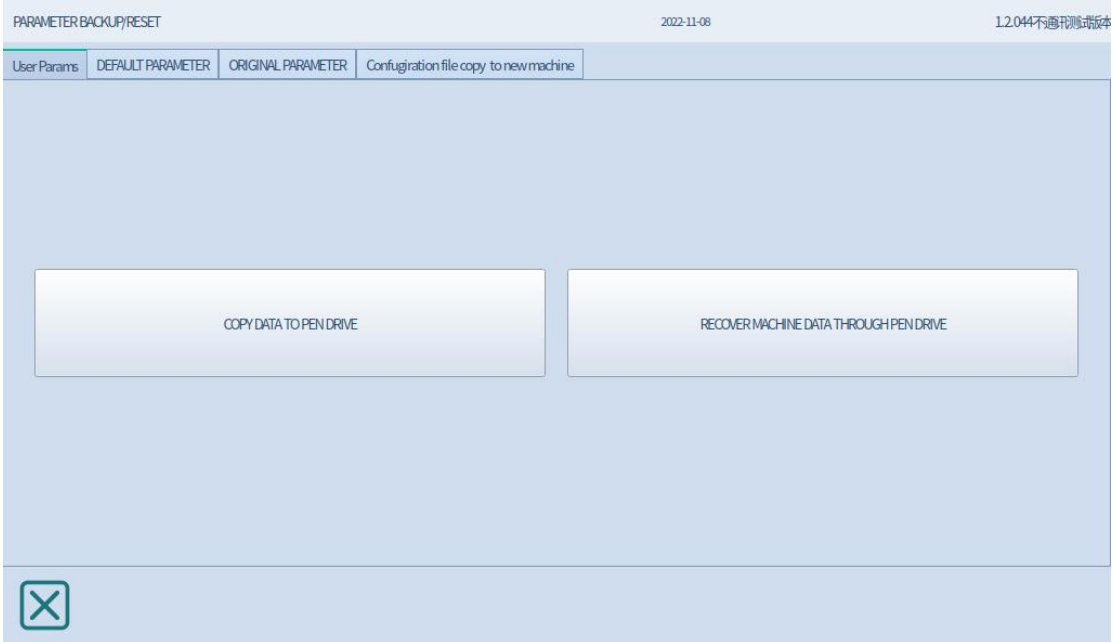 PARAMETER BACKUP/RESET 2022-11-08 1.2.044不通讯测试版本
User Params DEFAULT PARAMETER ORIGINAL PARAMETER Confugiration file copy to new machine
COPY DATA TO PEN DRIVE RECOVER MACHINE DATA THROUGH PEN DRIVE